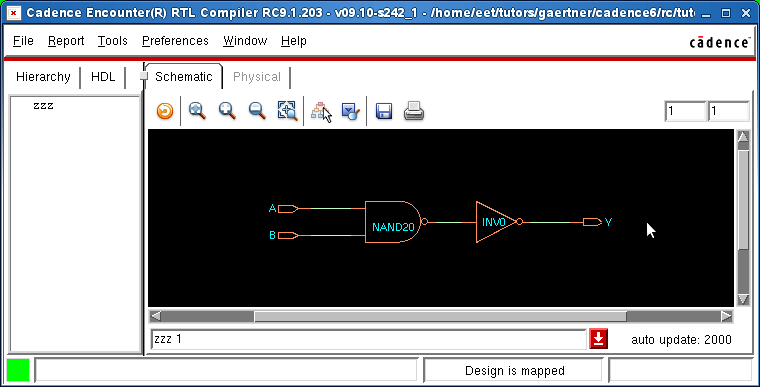 Cadence Encounter(R) RTL Compiler RC9.1.203 - v09.10-s242_1 - /home/eet/tutors/gaertner/cadence6/rc/tuto
File Report Tools Preferences Window Help cādence™
Hierarchy HDL Schematic Physical
zzz
1 1
A
NAND20 INV0 Y
B
zzz 1 auto update: 2000
Design is mapped